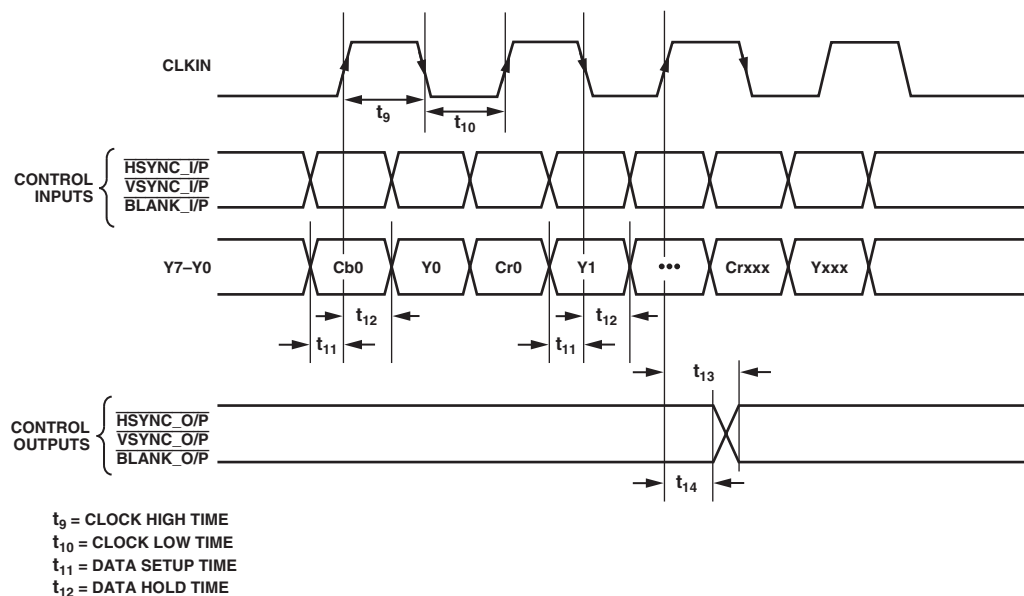 CLKIN
t9
t10
CONTROL INPUTS
HSYNC_I/P
VSYNC_I/P
BLANK_I/P
Y7–Y0
Cb0 Y0 Cr0 Y1 ••• Crxxx Yxxx
t12 t12
t11 t11
t13
CONTROL OUTPUTS
HSYNC_O/P
VSYNC_O/P
BLANK_O/P
t14
t9 = CLOCK HIGH TIME
t10 = CLOCK LOW TIME
t11 = DATA SETUP TIME
t12 = DATA HOLD TIME